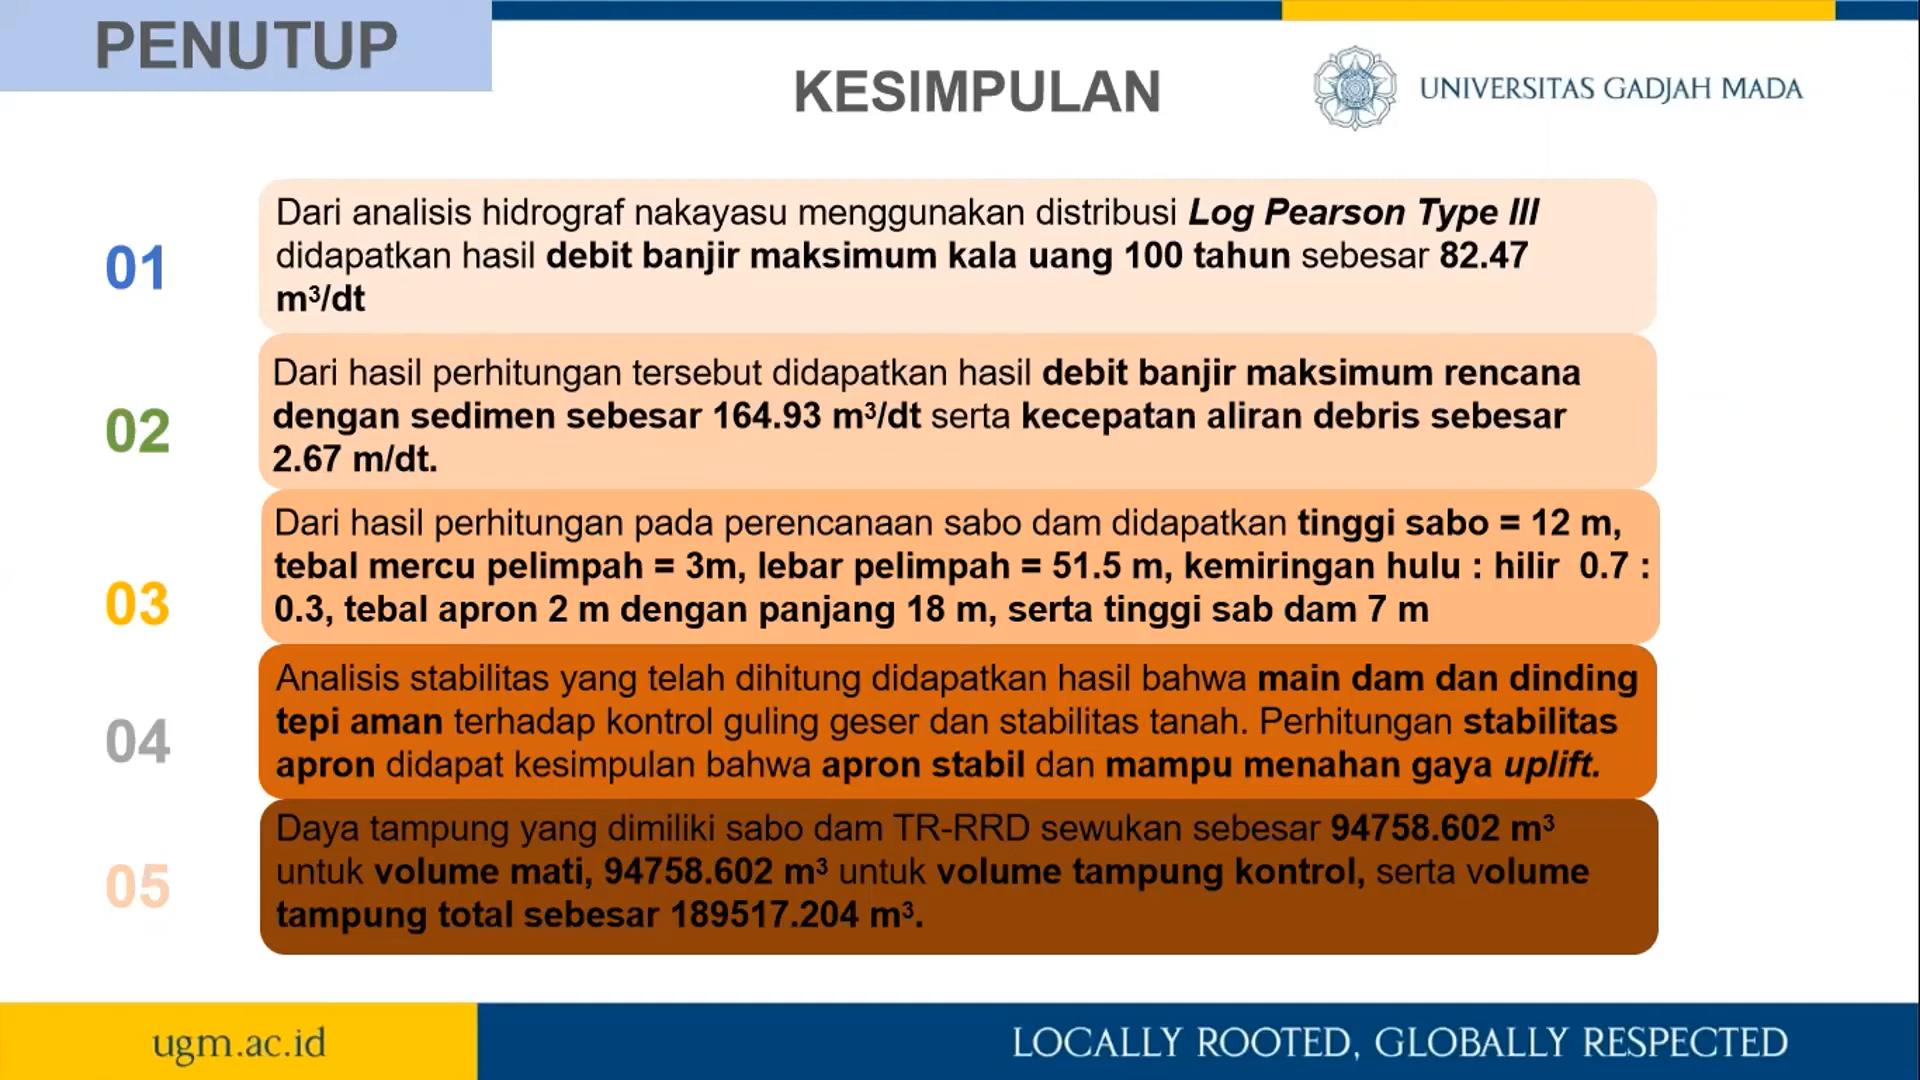 PENUTUP
KESIMPULAN
UNIVERSITAS GADJAH MADA
01
Dari analisis hidrograf nakayasu menggunakan distribusi Log Pearson Type III
didapatkan hasil debit banjir maksimum kala uang 100 tahun sebesar 82.47
m³/dt
02
Dari hasil perhitungan tersebut didapatkan hasil debit banjir maksimum rencana
dengan sedimen sebesar 164.93 m³/dt serta kecepatan aliran debris sebesar
2.67 m/dt.
03
Dari hasil perhitungan pada perencanaan sabo dam didapatkan tinggi sabo = 12 m,
tebal mercu pelimpah = 3m, lebar pelimpah = 51.5 m, kemiringan hulu : hilir 0.7 :
0.3, tebal apron 2 m dengan panjang 18 m, serta tinggi sab dam 7 m
04
Analisis stabilitas yang telah dihitung didapatkan hasil bahwa main dam dan dinding
tepi aman terhadap kontrol guling geser dan stabilitas tanah. Perhitungan stabilitas
apron didapat kesimpulan bahwa apron stabil dan mampu menahan gaya uplift.
05
Daya tampung yang dimiliki sabo dam TR-RRD sewukan sebesar 94758.602 m³
untuk volume mati, 94758.602 m³ untuk volume tampung kontrol, serta volume
tampung total sebesar 189517.204 m³.
ugm.ac.id
LOCALLY ROOTED, GLOBALLY RESPECTED